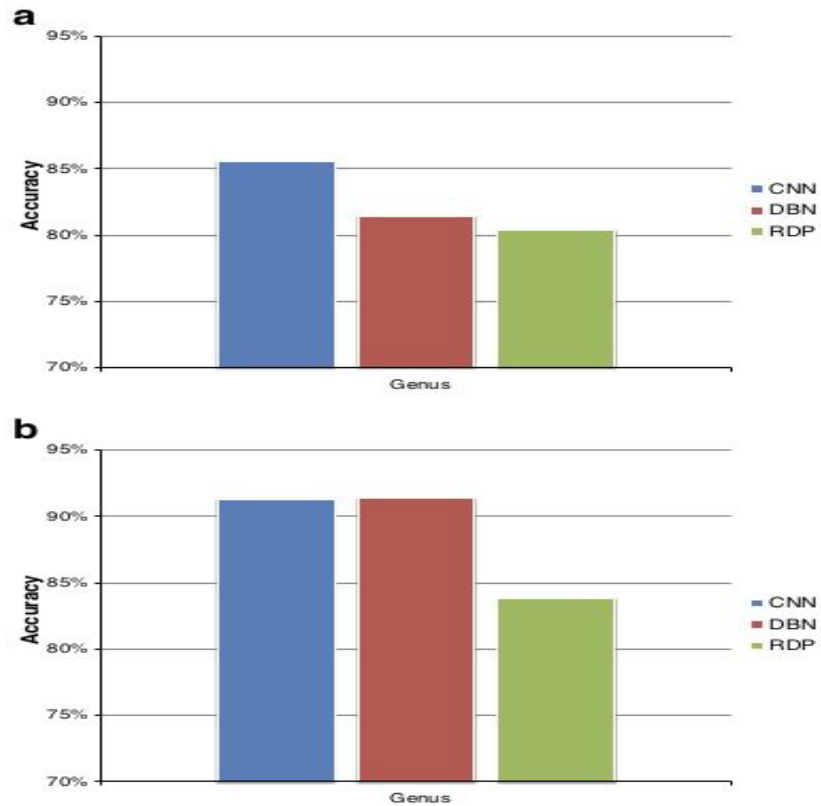 a
95%
90%
85%
80%
75%
70%
Accuracy
Genus
CNN
DBN
RDP
b
95%
90%
85%
80%
75%
70%
Accuracy
Genus
CNN
DBN
RDP